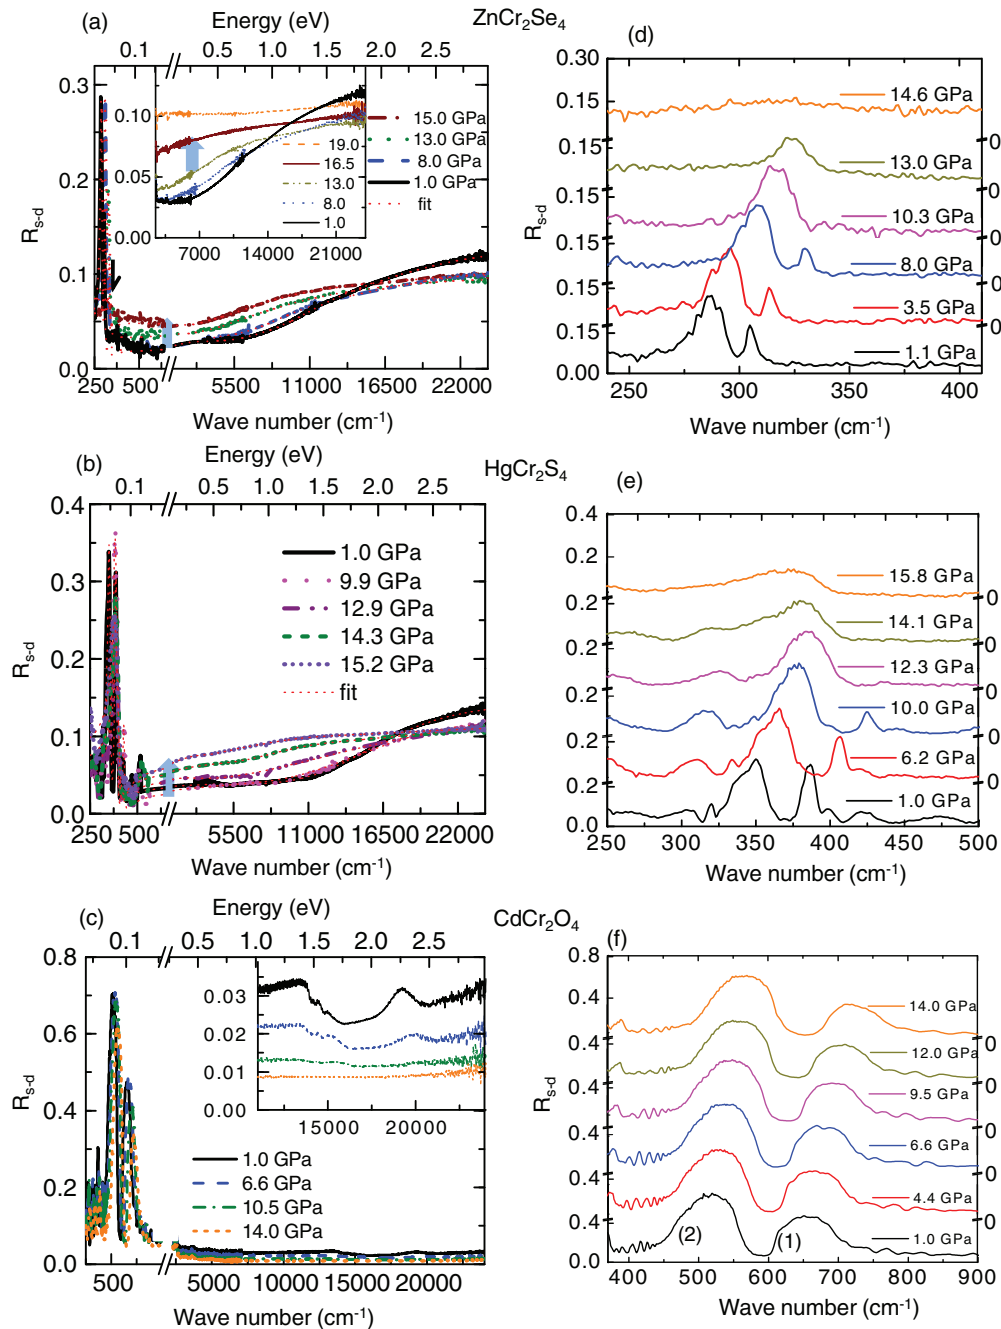 ZnCr2Se4
(a)
Energy (eV)
0.1 0.5 1.0 1.5 2.0 2.5
0.3
0.2
0.1
0.0
Rs-d
0.10
0.05
0.00
7000 14000 21000
19.0
16.5
13.0
8.0
1.0
15.0 GPa
13.0 GPa
8.0 GPa
1.0 GPa
fit
250 500 5500 11000 16500 22000
Wave number (cm-1)
(d)
14.6 GPa
13.0 GPa
10.3 GPa
8.0 GPa
3.5 GPa
1.1 GPa
0.15
0.15
0.15
0.15
0.15
0.15
0.00
0
0
0
0
0
Rs-d
250 300 350 400
Wave number (cm-1)
HgCr2S4
(b)
Energy (eV)
0.1 0.5 1.0 1.5 2.0 2.5
0.4
0.3
0.2
0.1
0.0
Rs-d
1.0 GPa
9.9 GPa
12.9 GPa
14.3 GPa
15.2 GPa
fit
250 500 5500 11000 16500 22000
Wave number (cm-1)
(e)
0.4
0.2
0.2
0.2
0.2
0.2
0.2
0.0
15.8 GPa
14.1 GPa
12.3 GPa
10.0 GPa
6.2 GPa
1.0 GPa
0
0
0
0
0
Rs-d
250 300 350 400 450 500
Wave number (cm-1)
CdCr2O4
(c)
Energy (eV)
0.1 0.5 1.0 1.5 2.0 2.5
0.8
0.6
0.4
0.2
0.0
Rs-d
0.03
0.02
0.01
0.00
15000 20000
1.0 GPa
6.6 GPa
10.5 GPa
14.0 GPa
500 5000 10000 15000 20000
Wave number (cm-1)
(f)
0.8
0.4
0.4
0.4
0.4
0.4
0.4
0.0
14.0 GPa
12.0 GPa
9.5 GPa
6.6 GPa
4.4 GPa
1.0 GPa
0
0
0
0
0
(2) (1)
Rs-d
400 500 600 700 800 900
Wave number (cm-1)